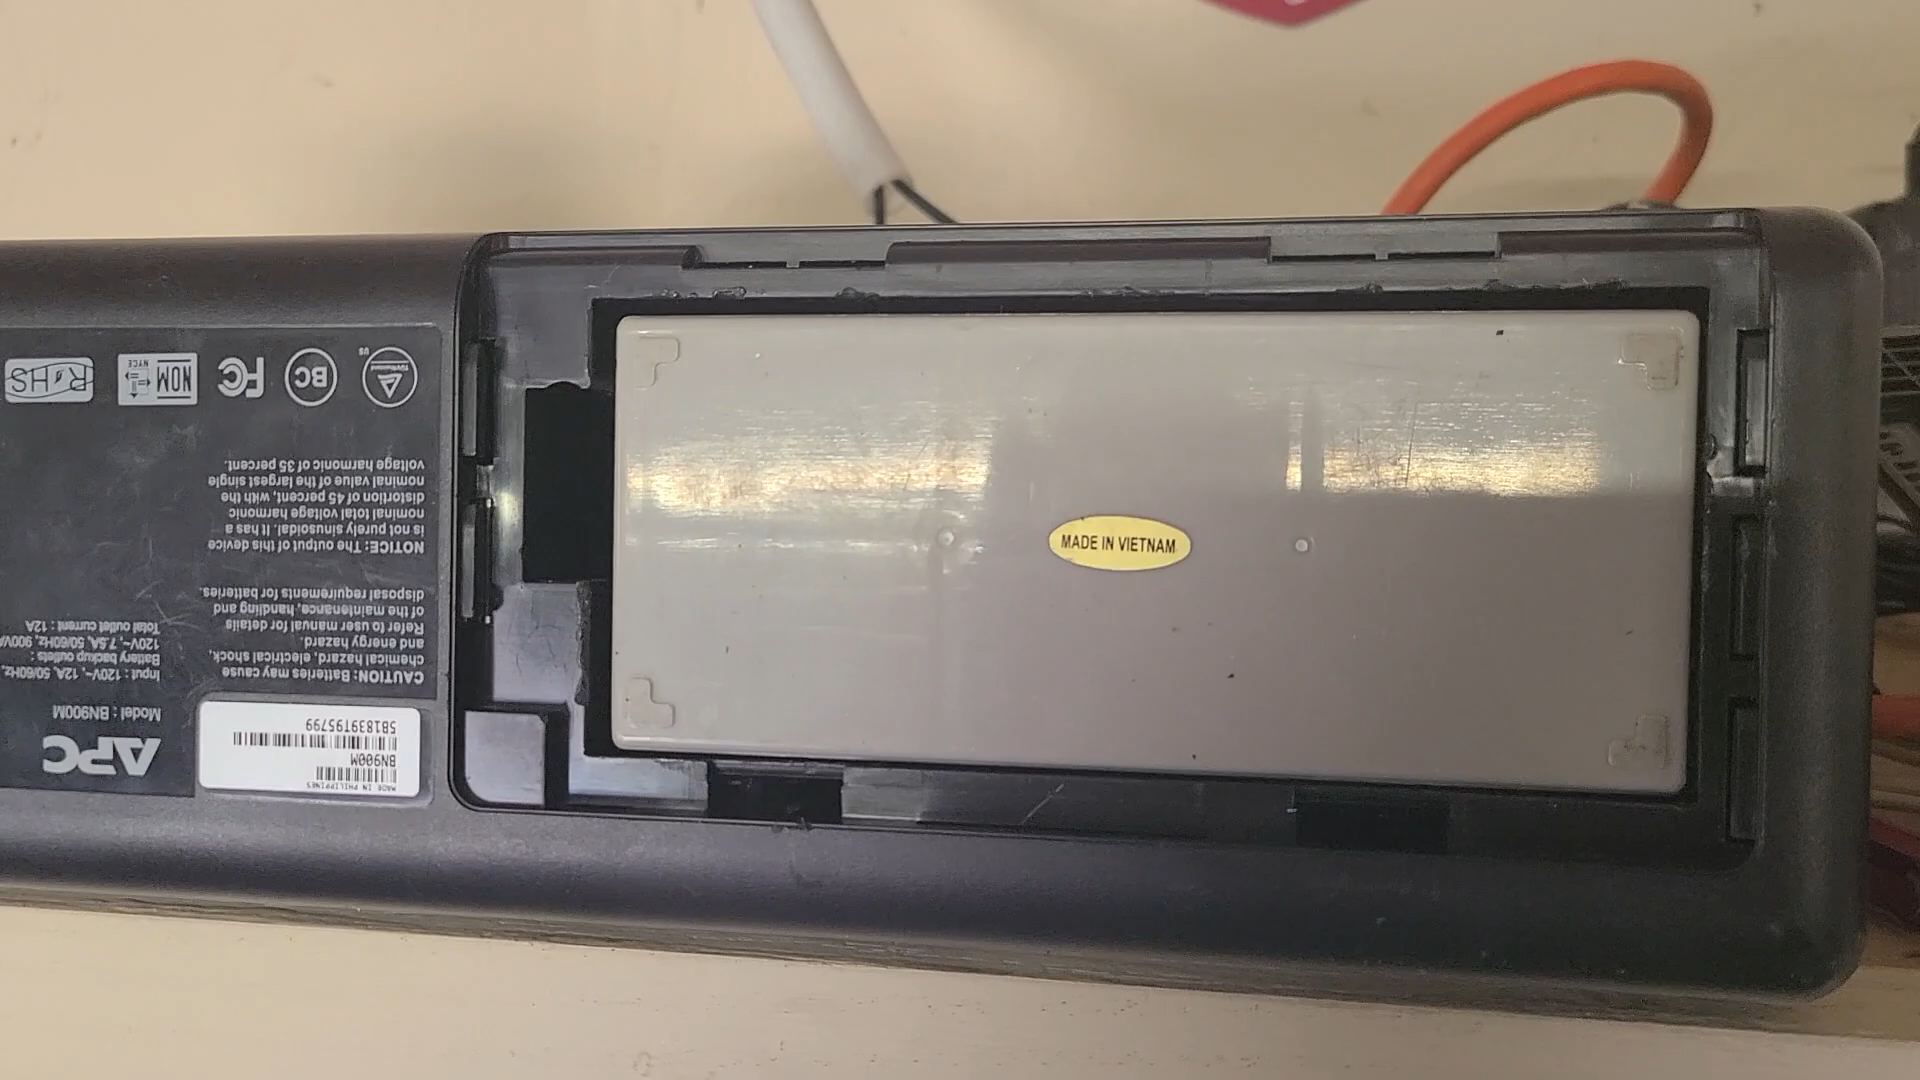 MADE IN VIETNAM
APC
Model : BN900M
Input : 120V~, 12A, 50/60Hz,
Battery backup outlets :
120V~, 7.5A, 50/60Hz, 900VA
Total outlet current : 12A
MADE IN PHILIPPINES
BN900M
5B1839T95799
CAUTION: Batteries may cause
chemical hazard, electrical shock,
and energy hazard.
Refer to user manual for details
of the maintenance, handling and
disposal requirements for batteries.
NOTICE: The output of this device
is not purely sinusoidal. It has a
nominal total voltage harmonic
distortion of 45 percent, with the
nominal value of the largest single
voltage harmonic of 35 percent.
US
BC
FC
NOM
NYCE
RoHS